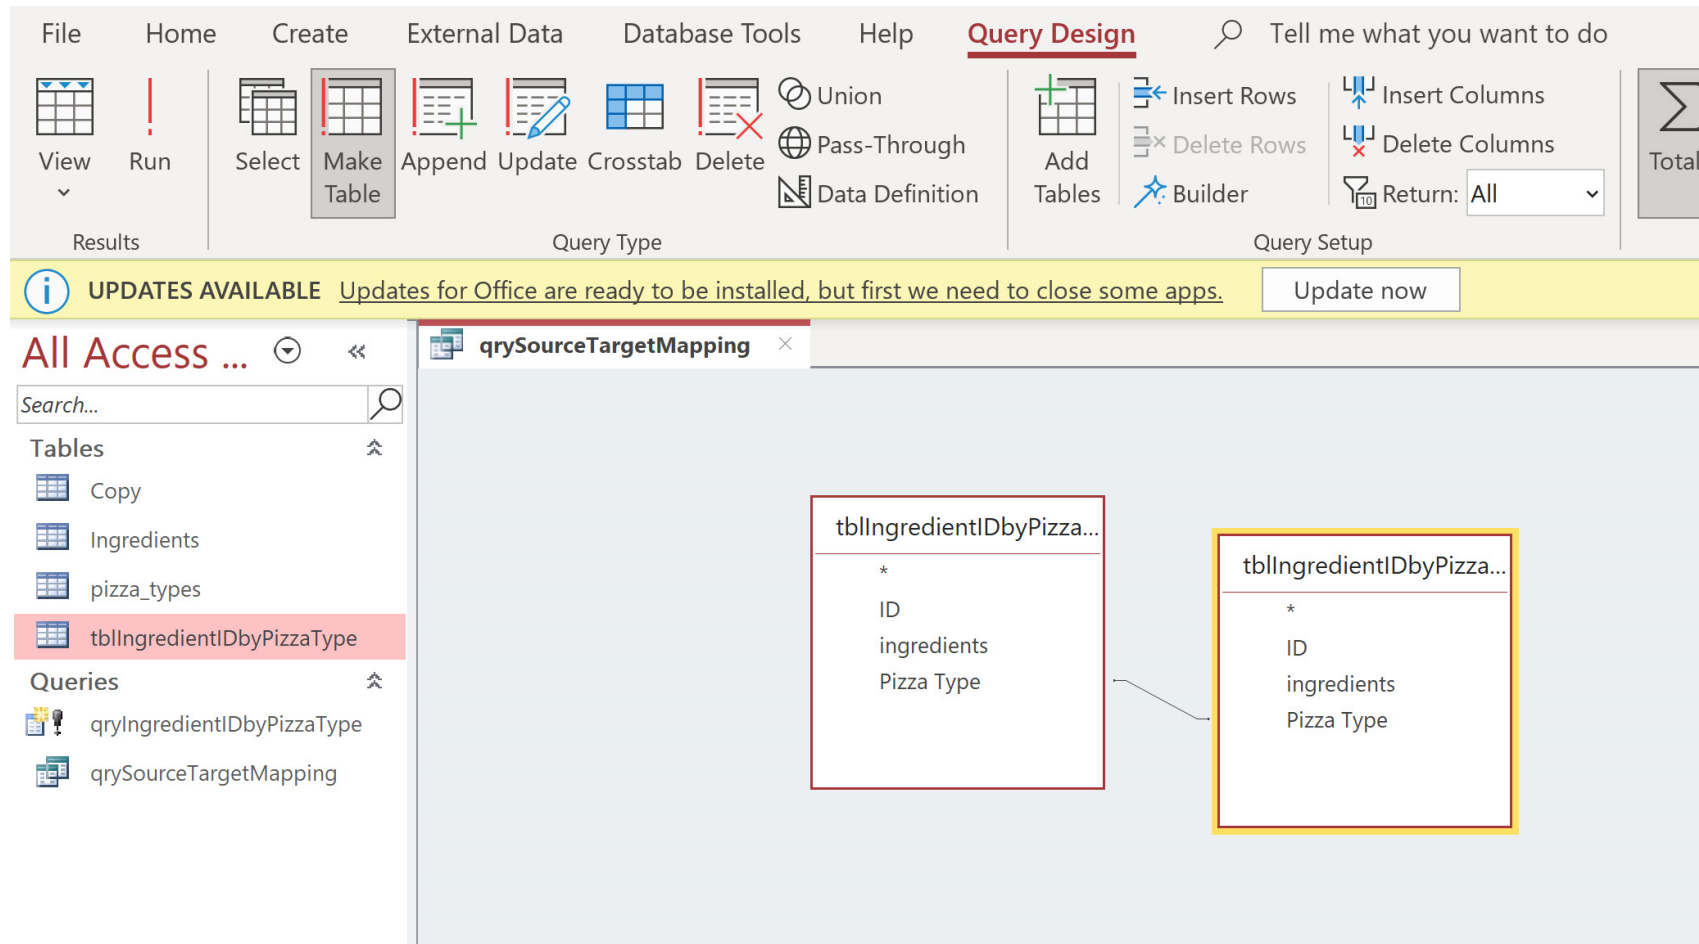 File Home Create External Data Database Tools Help Query Design Tell me what you want to do
View Run Select Make Table Append Update Crosstab Delete
Union
Pass-Through
Data Definition
Add Tables
Insert Rows
Delete Rows
Builder
Insert Columns
Delete Columns
10 Return: All
Total
Results Query Type Query Setup
i UPDATES AVAILABLE Updates for Office are ready to be installed, but first we need to close some apps. Update now
All Access ... «
Search...
Tables
Copy
Ingredients
pizza_types
tblIngredientIDbyPizzaType
Queries
qryIngredientIDbyPizzaType
qrySourceTargetMapping
qrySourceTargetMapping ×
tblIngredientIDbyPizza...
*
ID
ingredients
Pizza Type
tblIngredientIDbyPizza...
*
ID
ingredients
Pizza Type